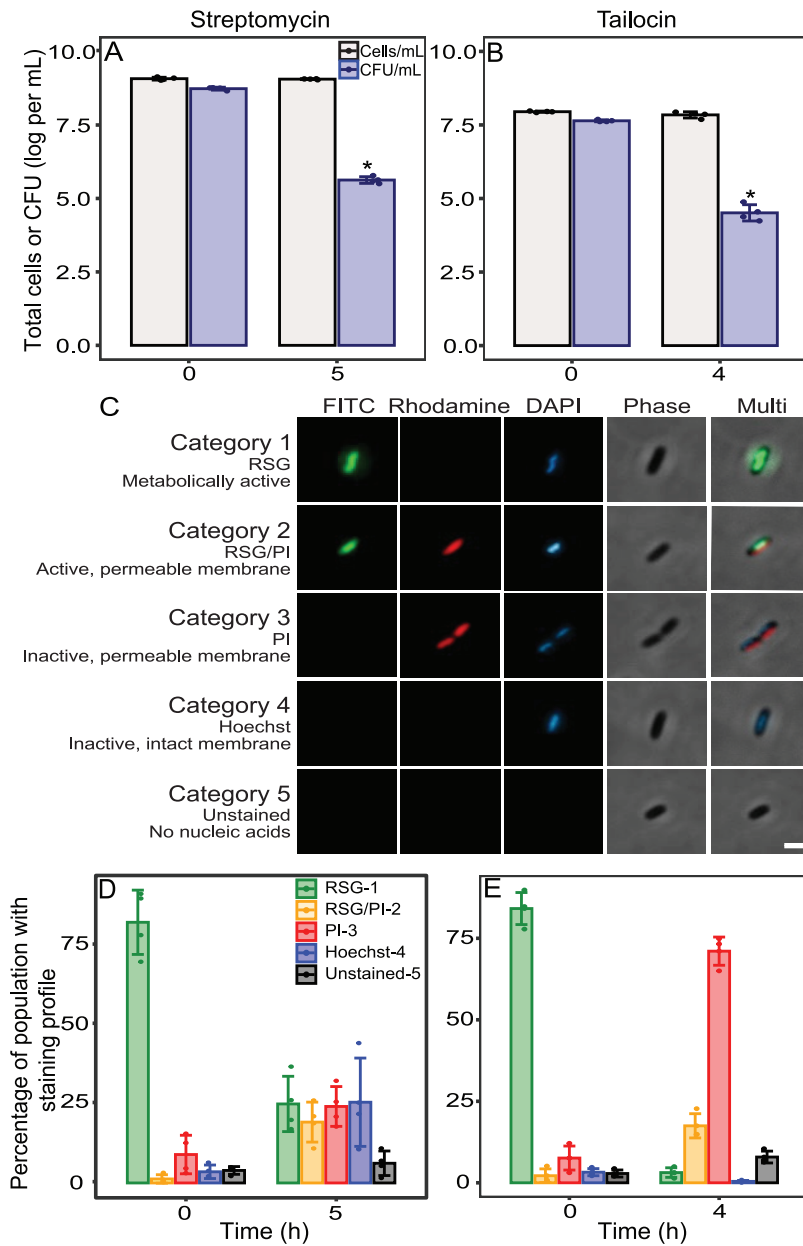 Streptomycin
Tailocin
A
B
Cells/mL
CFU/mL
Total cells or CFU (log per mL)
10.0
7.5
5.0
2.5
0.0
*
0
5
10.0
7.5
5.0
2.5
0.0
*
0
4
C
FITC Rhodamine DAPI Phase Multi
Category 1
RSG
Metabolically active
Category 2
RSG/PI
Active, permeable membrane
Category 3
PI
Inactive, permeable membrane
Category 4
Hoechst
Inactive, intact membrane
Category 5
Unstained
No nucleic acids
D
E
RSG-1
RSG/PI-2
PI-3
Hoechst-4
Unstained-5
Percentage of population with
staining profile
75
50
25
0
0
5
Time (h)
75
50
25
0
0
4
Time (h)